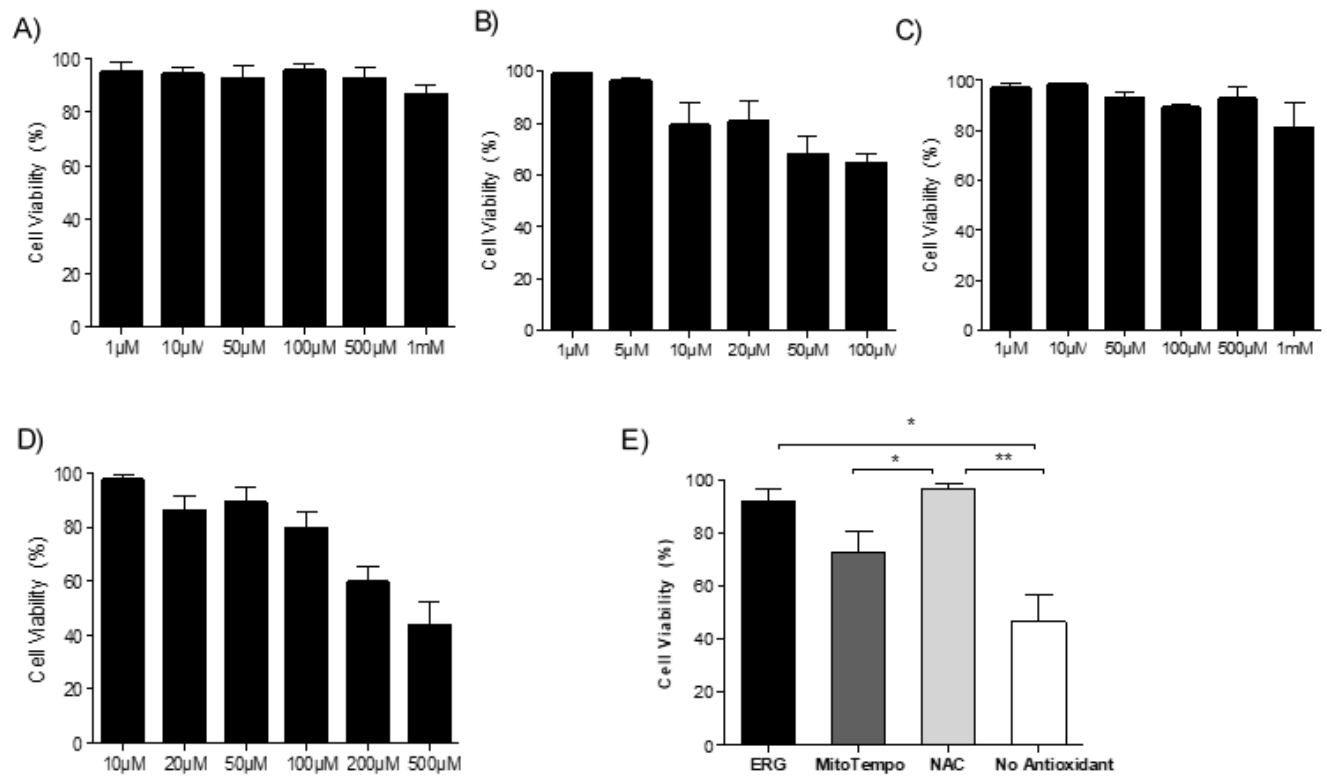 A)
Cell Viability (%)
100
80
60
40
20
0
1µM 10µM 50µM 100µM 500µM 1mM
B)
Cell Viability (%)
100
80
60
40
20
0
1µM 5µM 10µM 20µM 50µM 100µM
C)
Cell Viability (%)
100
80
60
40
20
0
1µM 10µM 50µM 100µM 500µM 1mM
D)
Cell Viability (%)
100
80
60
40
20
0
10µM 20µM 50µM 100µM 200µM 500µM
E)
*
* **
Cell Viability (%)
100
80
60
40
20
0
ERG MitoTempo NAC No Antioxidant